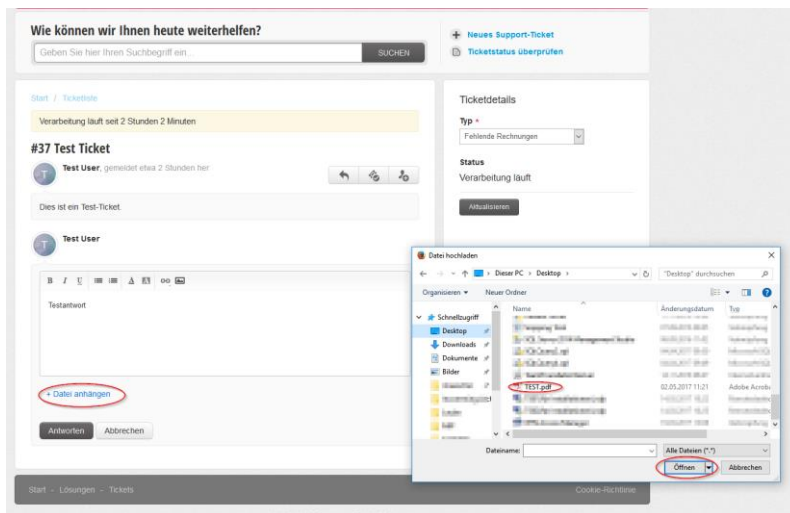 Wie können wir Ihnen heute weiterhelfen?
Geben Sie hier Ihren Suchbegriff ein...
SUCHEN
Neues Support-Ticket
Ticketstatus überprüfen
Start / Ticketliste
Verarbeitung läuft seit 2 Stunden 2 Minuten
#37 Test Ticket
Test User, gemeldet etwa 2 Stunden her
Dies ist ein Test-Ticket.
T Test User
B I U A
Testantwort
+ Datei anhängen
Antworten Abbrechen
Ticketdetails
Typ *
Fehlende Rechnungen
Status
Verarbeitung läuft
Aktualisieren
Datei hochladen
Dieser PC > Desktop >
"Desktop" durchsuchen
Organisieren Neuer Ordner
Name Änderungsdatum Typ
Schnellzugriff
Desktop
Downloads
Dokumente
Bilder
TEST.pdf 02.05.2017 11:21 Adobe Acroba
Dateiname: Alle Dateien (*.*)
Öffnen Abbrechen
Start - Lösungen - Tickets
Cookie-Richtlinie